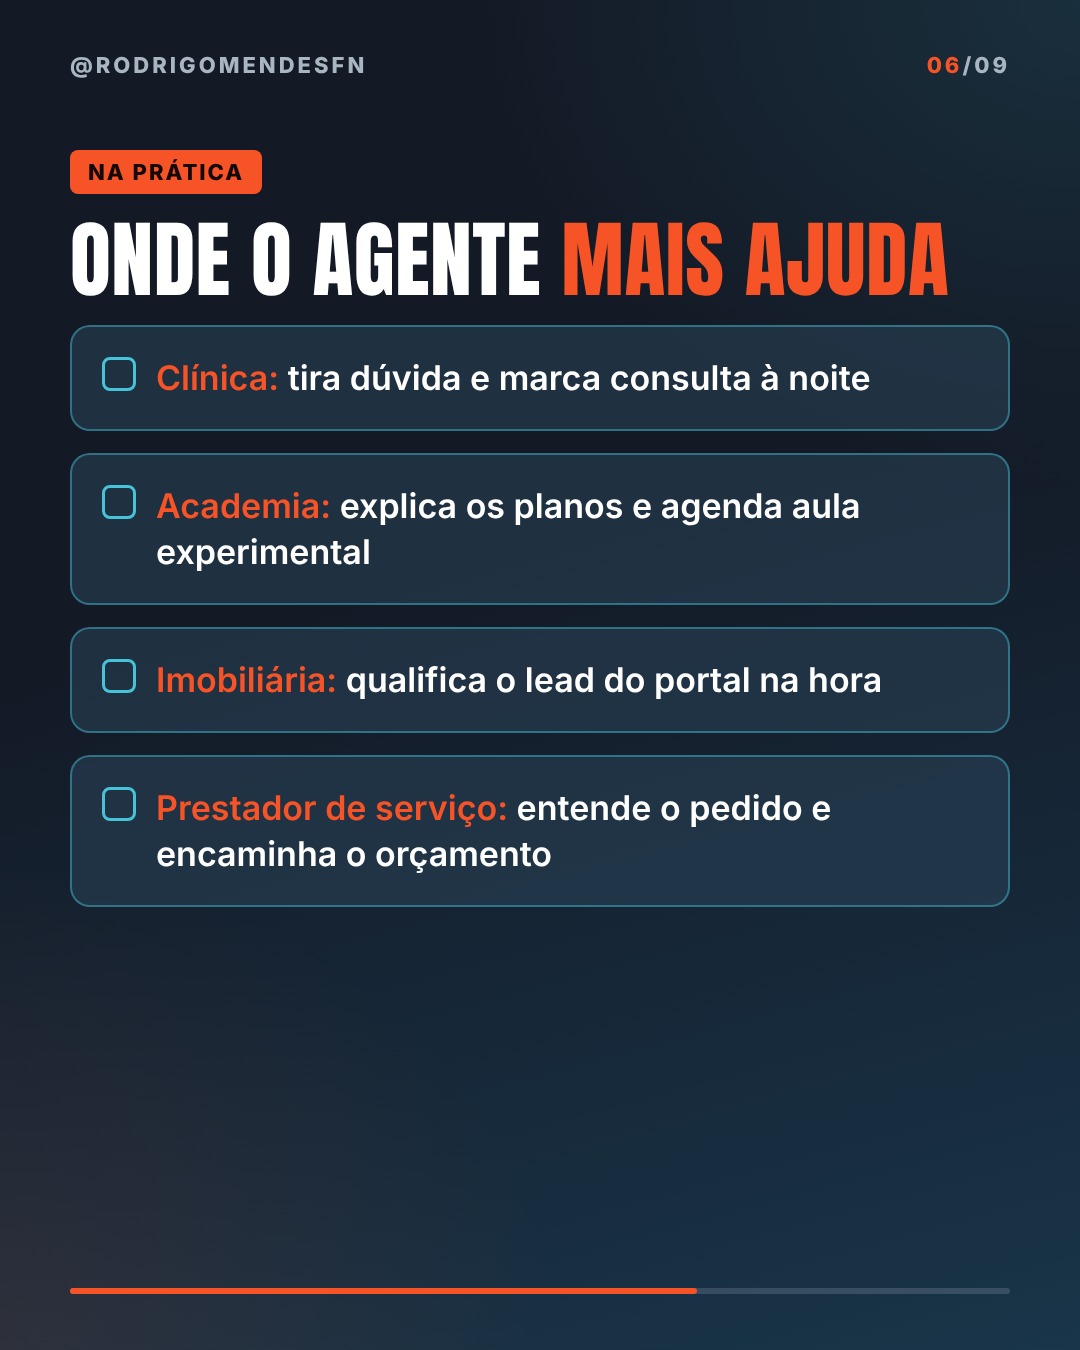 @RODRIGOMENDESFN
06/09
NA PRÁTICA
ONDE O AGENTE MAIS AJUDA
Clínica: tira dúvida e marca consulta à noite
Academia: explica os planos e agenda aula
experimental
Imobiliária: qualifica o lead do portal na hora
Prestador de serviço: entende o pedido e
encaminha o orçamento